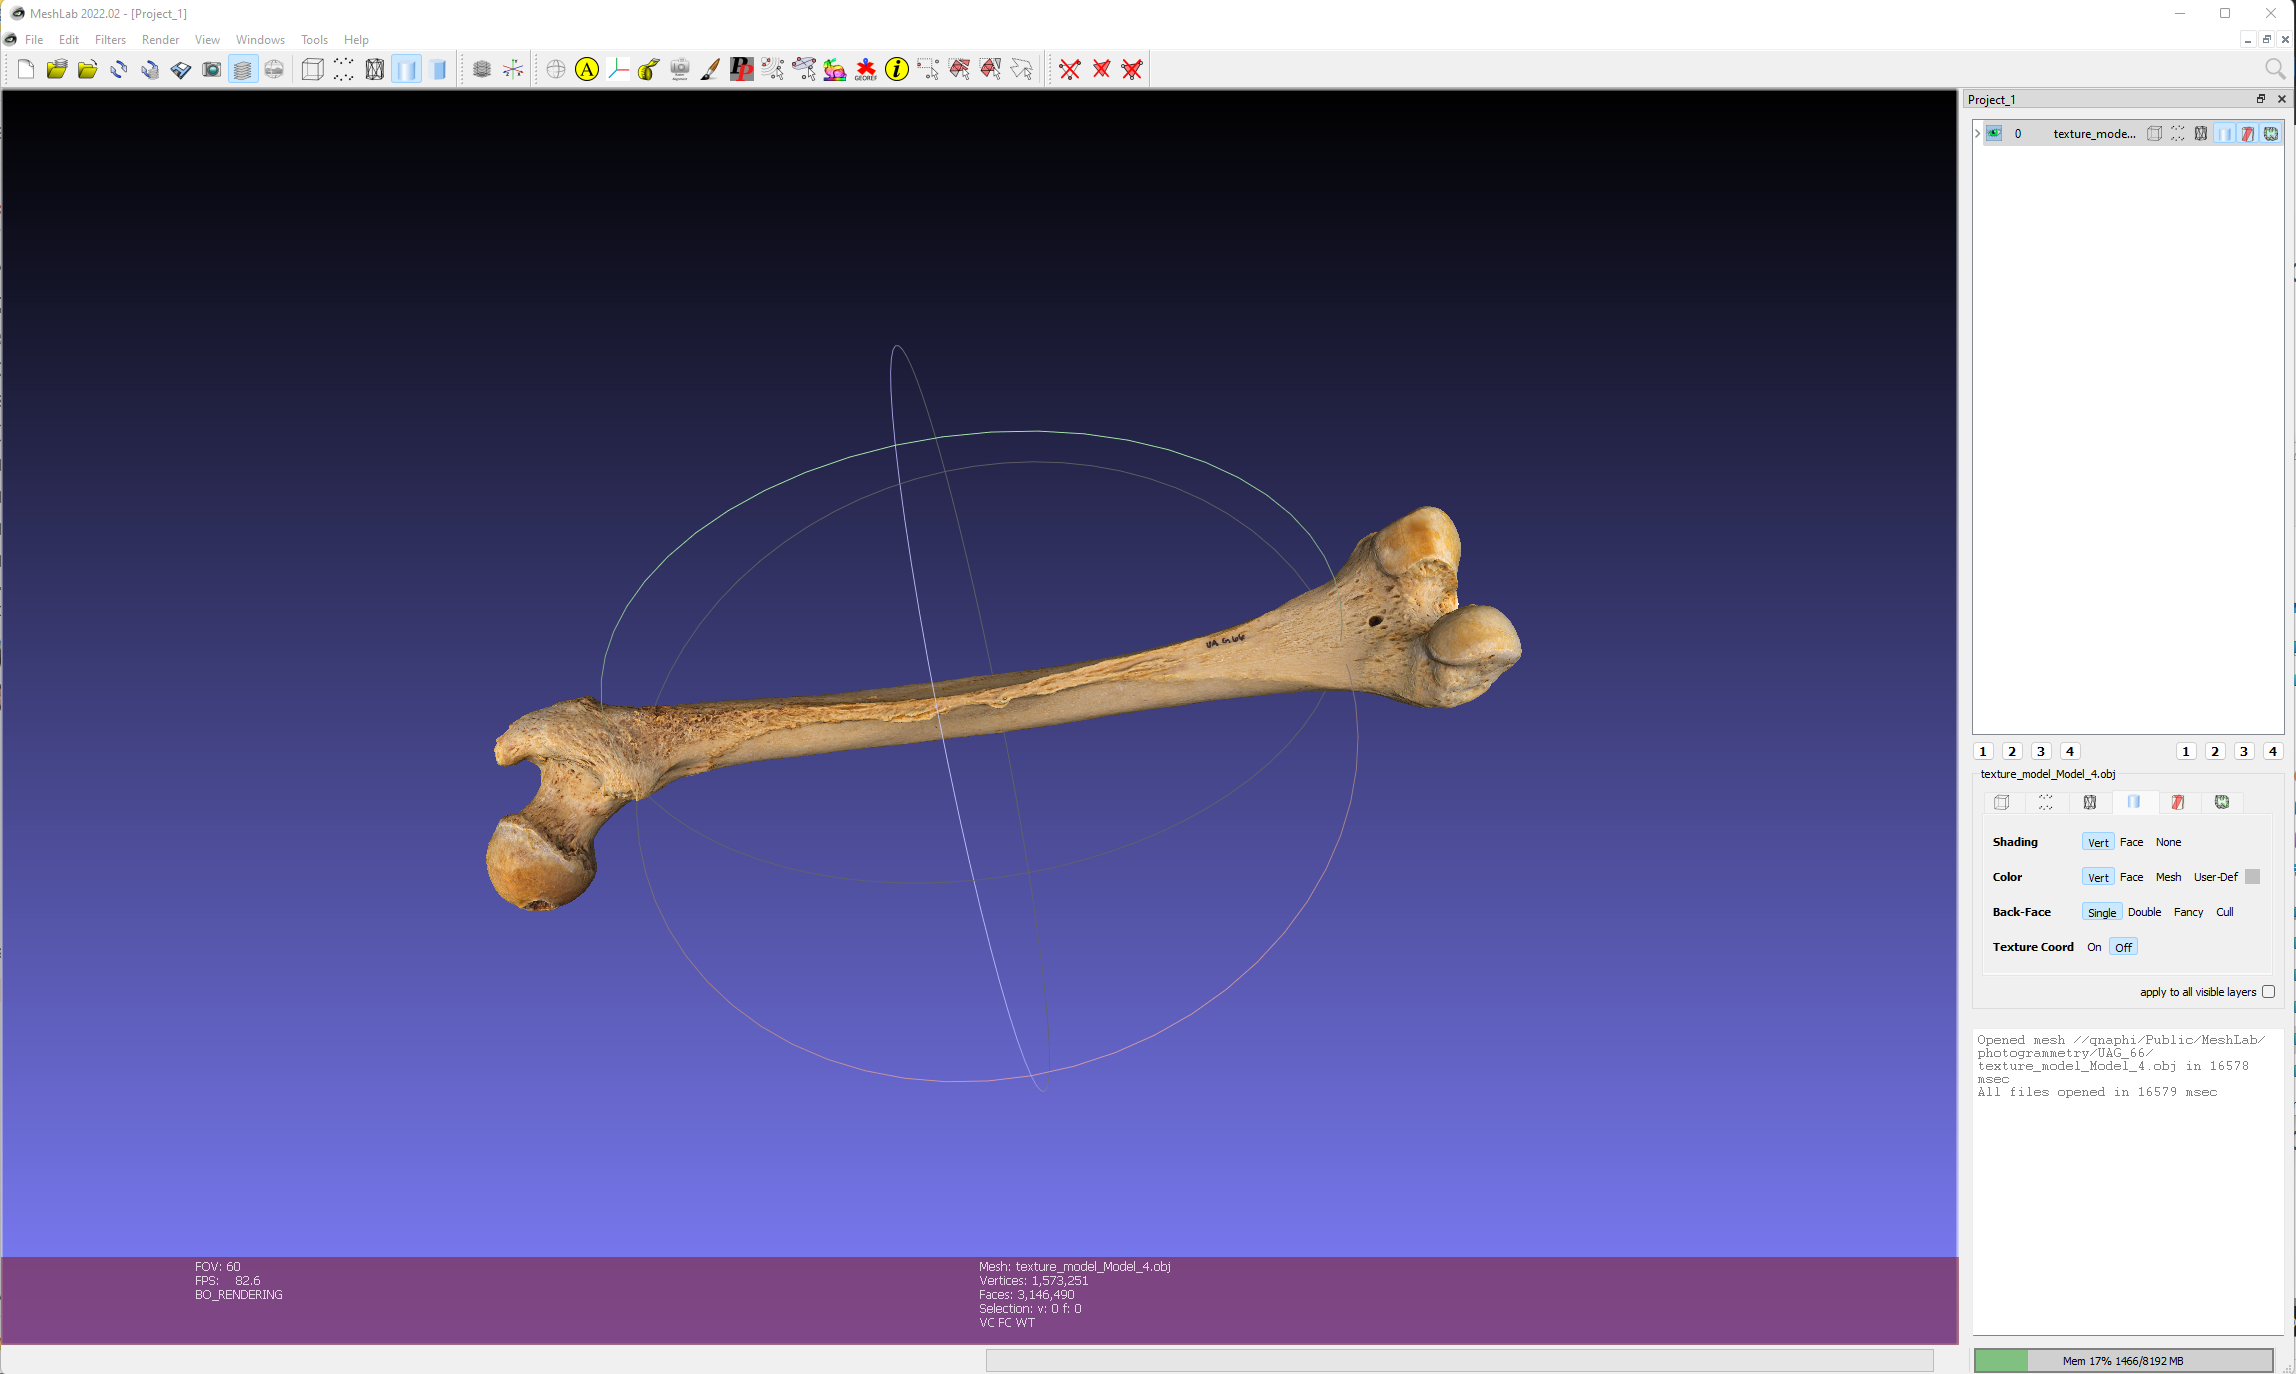 MeshLab 2022.02 - [Project_1]
File Edit Filters Render View Windows Tools Help
A PP GEOREF i
Project_1
0 texture_mode...
UA G.66
1 2 3 4 1 2 3 4
texture_model_Model_4.obj
Shading Vert Face None
Color Vert Face Mesh User-Def
Back-Face Single Double Fancy Cull
Texture Coord On Off
apply to all visible layers
Opened mesh //qnaphi/Public/MeshLab/
photogrammetry/UAG_66/
texture_model_Model_4.obj in 16578
msec
All files opened in 16579 msec
FOV: 60
FPS: 82.6
BO_RENDERING
Mesh: texture_model_Model_4.obj
Vertices: 1,573,251
Faces: 3,146,490
Selection: v: 0 f: 0
VC FC WT
Mem 17% 1466/8192 MB